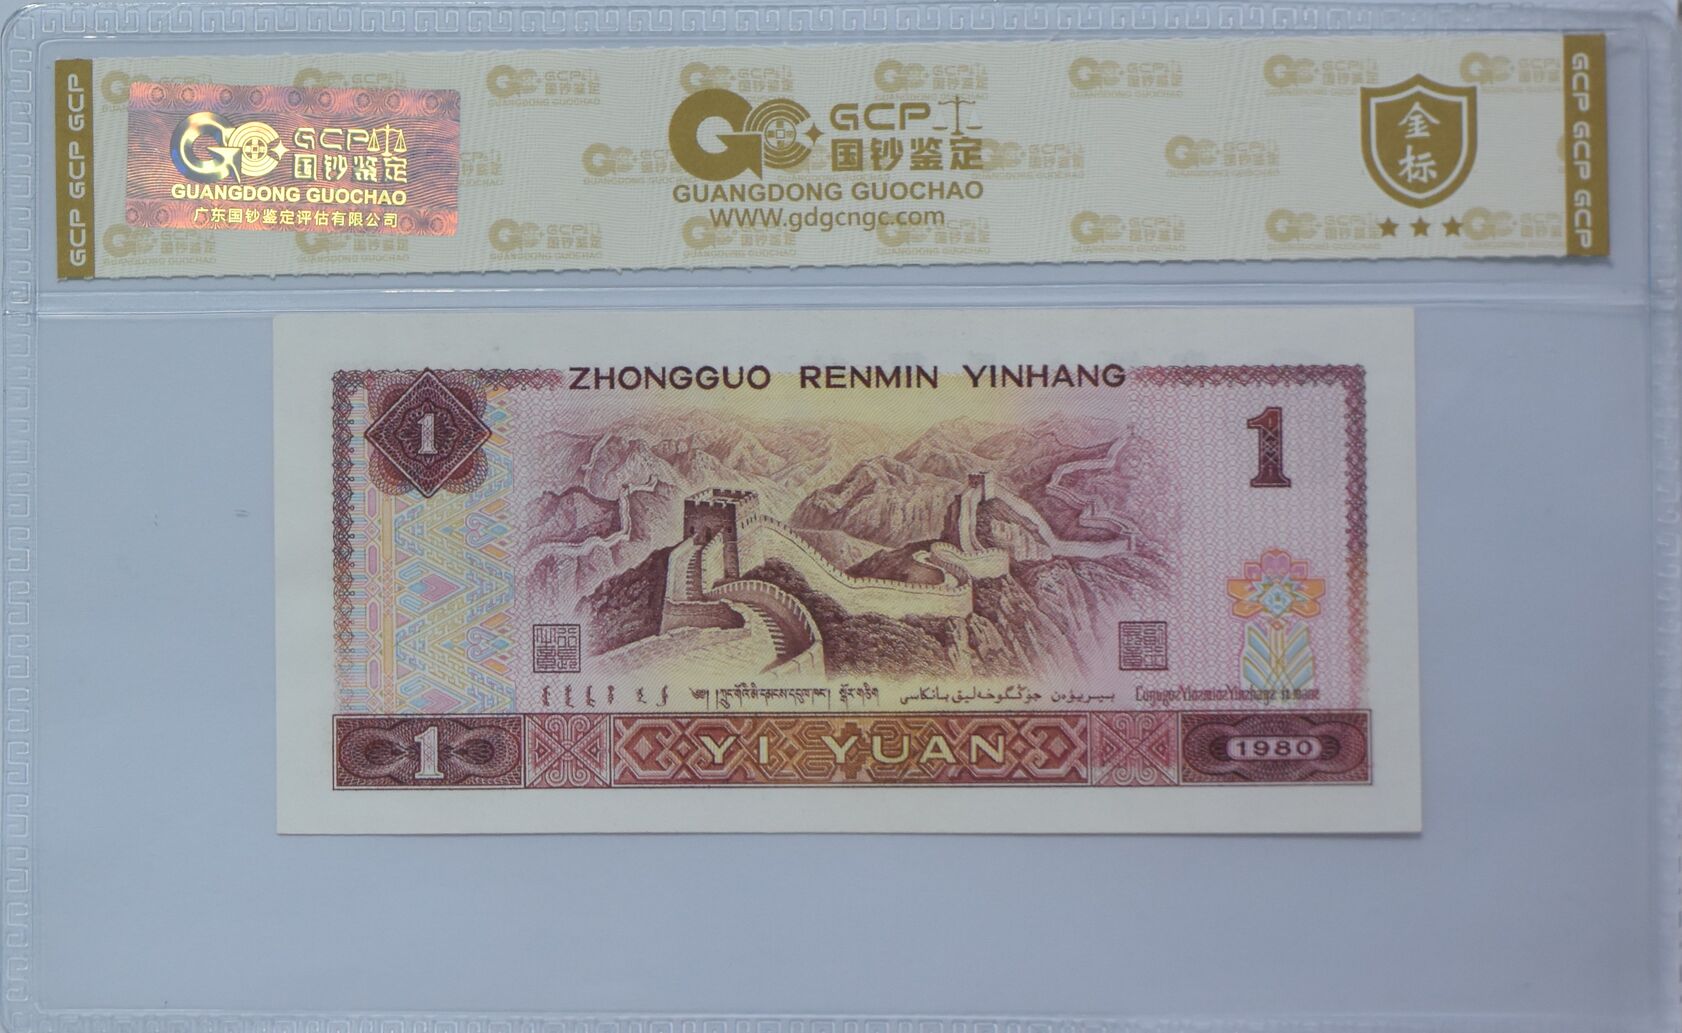 GCP GCP GCP
GCP
国钞鉴定
GUANGDONG GUOCHAO
广东国钞鉴定评估有限公司
GCP
国钞鉴定
GUANGDONG GUOCHAO
WWW.gdgcngc.com
金标
GCP GCP GCP
ZHONGGUO RENMIN YINHANG
1
1
1
YI YUAN
1980